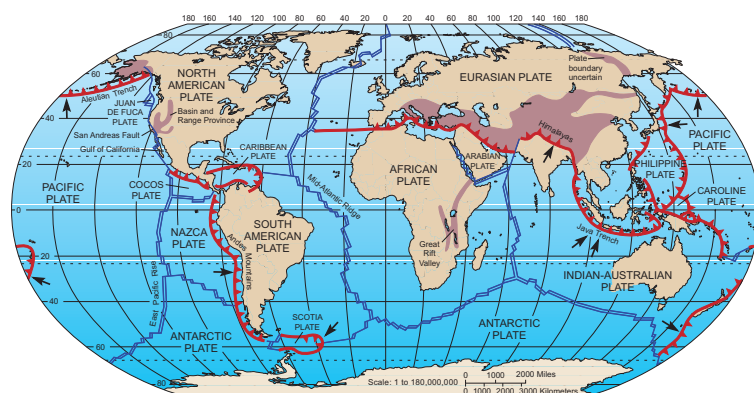 180 160 140 120 80 40 20 0 20 40 60 80 100 120 140 160 180
80
60
40
20
0
20
40
60
80
NORTH
AMERICAN
PLATE
EURASIAN PLATE
Plate
boundary
uncertain
Aleutian Trench
JUAN
DE FUCA
PLATE
Basin and
Range Province
San Andreas Fault
Gulf of California
CARIBBEAN
PLATE
Himalayas
PACIFIC
PLATE
PHILIPPINE
PLATE
ARABIAN
PLATE
AFRICAN
PLATE
PACIFIC
PLATE
COCOS
PLATE
Mid-Atlantic Ridge
CAROLINE
PLATE
NAZCA
PLATE
SOUTH
AMERICAN
PLATE
Andes Mountains
Great
Rift
Valley
Java Trench
INDIAN-AUSTRALIAN
PLATE
East Pacific Rise
SCOTIA
PLATE
ANTARCTIC
PLATE
ANTARCTIC
PLATE
Scale: 1 to 180,000,000
0 1000 2000 Miles
0 1000 2000 3000 Kilometers